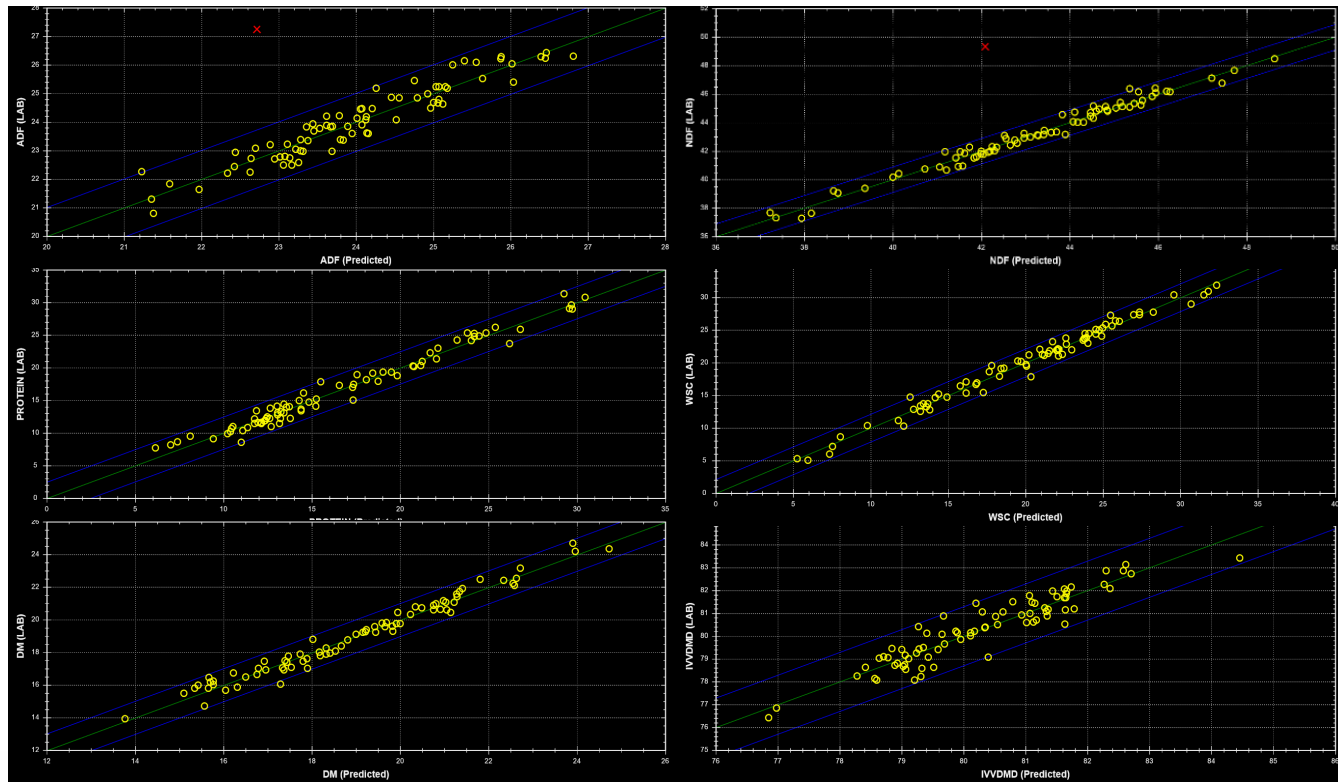 28
27
26
25
24
23
22
21
20
ADF (LAB)
20 21 22 23 24 25 26 27 28
ADF (Predicted)
52
50
48
46
44
42
40
38
36
NDF (LAB)
36 38 40 42 44 46 48 50
NDF (Predicted)
35
30
25
20
15
10
5
0
PROTEIN (LAB)
0 5 10 15 20 25 30 35
PROTEIN (Predicted)
30
25
20
15
10
5
0
WSC (LAB)
0 5 10 15 20 25 30 35 40
WSC (Predicted)
26
24
22
20
18
16
14
12
DM (LAB)
12 14 16 18 20 22 24 26
DM (Predicted)
84
83
82
81
80
79
78
77
76
75
IVVDMD (LAB)
76 77 78 79 80 81 82 83 84 85 86
IVVDMD (Predicted)